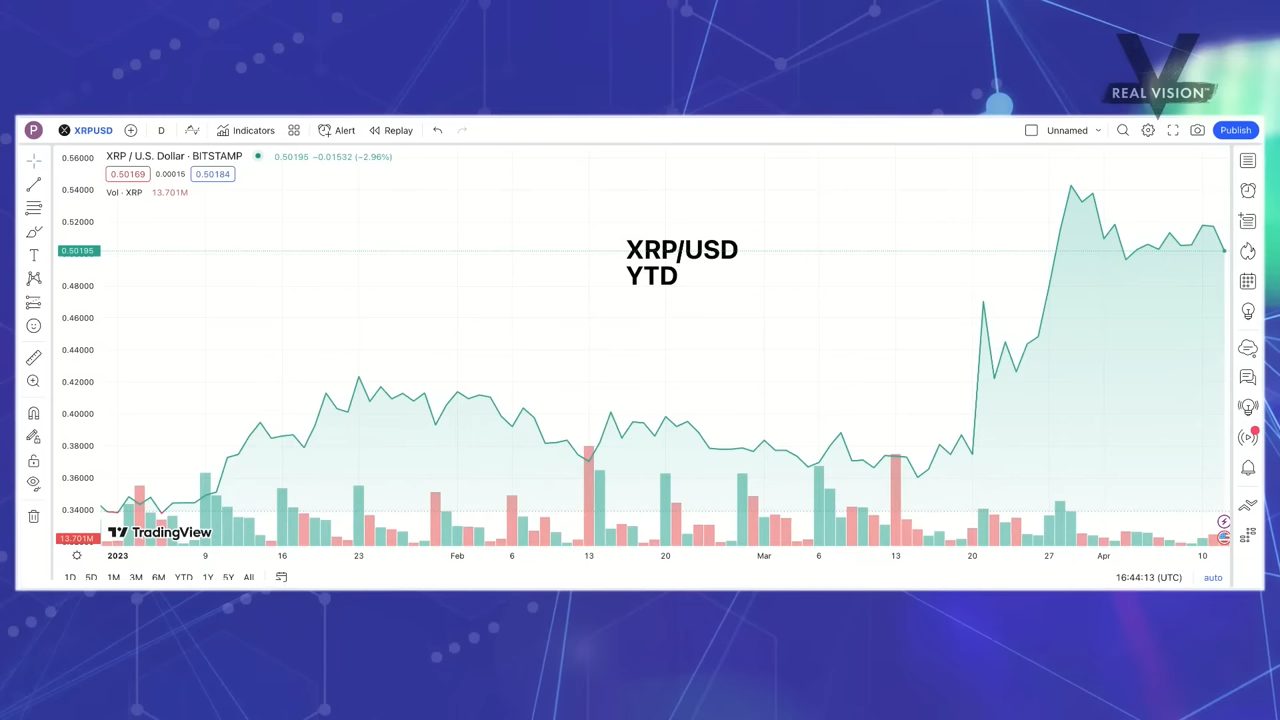 REAL VISION™
P XRPUSD D Indicators Alert Replay Unnamed Publish
XRP / U.S. Dollar · BITSTAMP 0.50195 −0.01532 (−2.96%)
0.50169 0.00015 0.50184
Vol · XRP 13.701M
0.56000
0.54000
0.52000
0.50195
0.48000
0.46000
0.44000
0.42000
0.40000
0.38000
0.36000
0.34000
13.701M
XRP/USD
YTD
TradingView
2023 9 16 23 Feb 6 13 20 Mar 6 13 20 27 Apr 10
1D 5D 1M 3M 6M YTD 1Y 5Y All 16:44:13 (UTC) auto